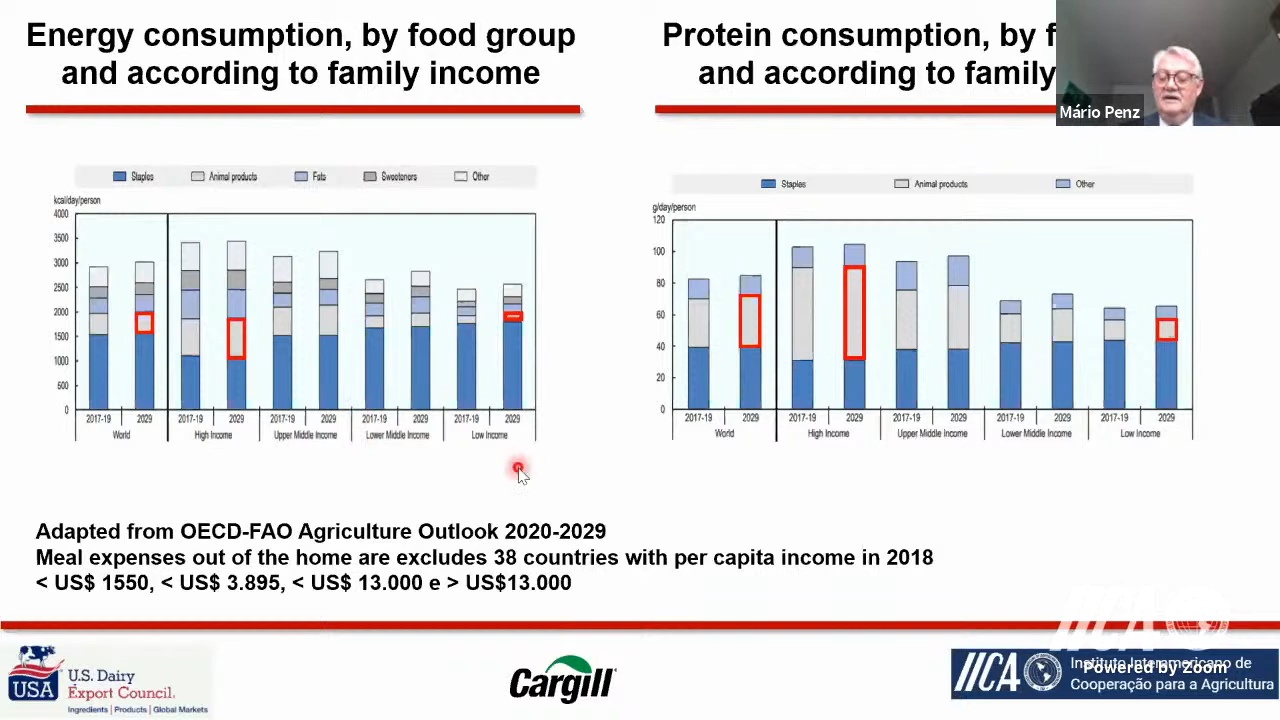 Energy consumption, by food group
and according to family income
Protein consumption, by f
and according to family
Mário Penz
Staples Animal products Fats Sweeteners Other
kcal/day/person
4000
3500
3000
2500
2000
1500
1000
500
0
2017-19 2029 2017-19 2029 2017-19 2029 2017-19 2029 2017-19 2029
World High Income Upper Middle Income Lower Middle Income Low Income
Staples Animal products Other
g/day/person
120
100
80
60
40
20
0
2017-19 2029 2017-19 2029 2017-19 2029 2017-19 2029 2017-19 2029
World High Income Upper Middle Income Lower Middle Income Low Income
Adapted from OECD-FAO Agriculture Outlook 2020-2029
Meal expenses out of the home are excludes 38 countries with per capita income in 2018
< US$ 1550, < US$ 3.895, < US$ 13.000 e > US$13.000
USA
U.S. Dairy
Export Council.
Ingredients | Products | Global Markets
Cargill
IICA
IICA
Instituto Interamericano de
Cooperação para a Agricultura
Powered by Zoom